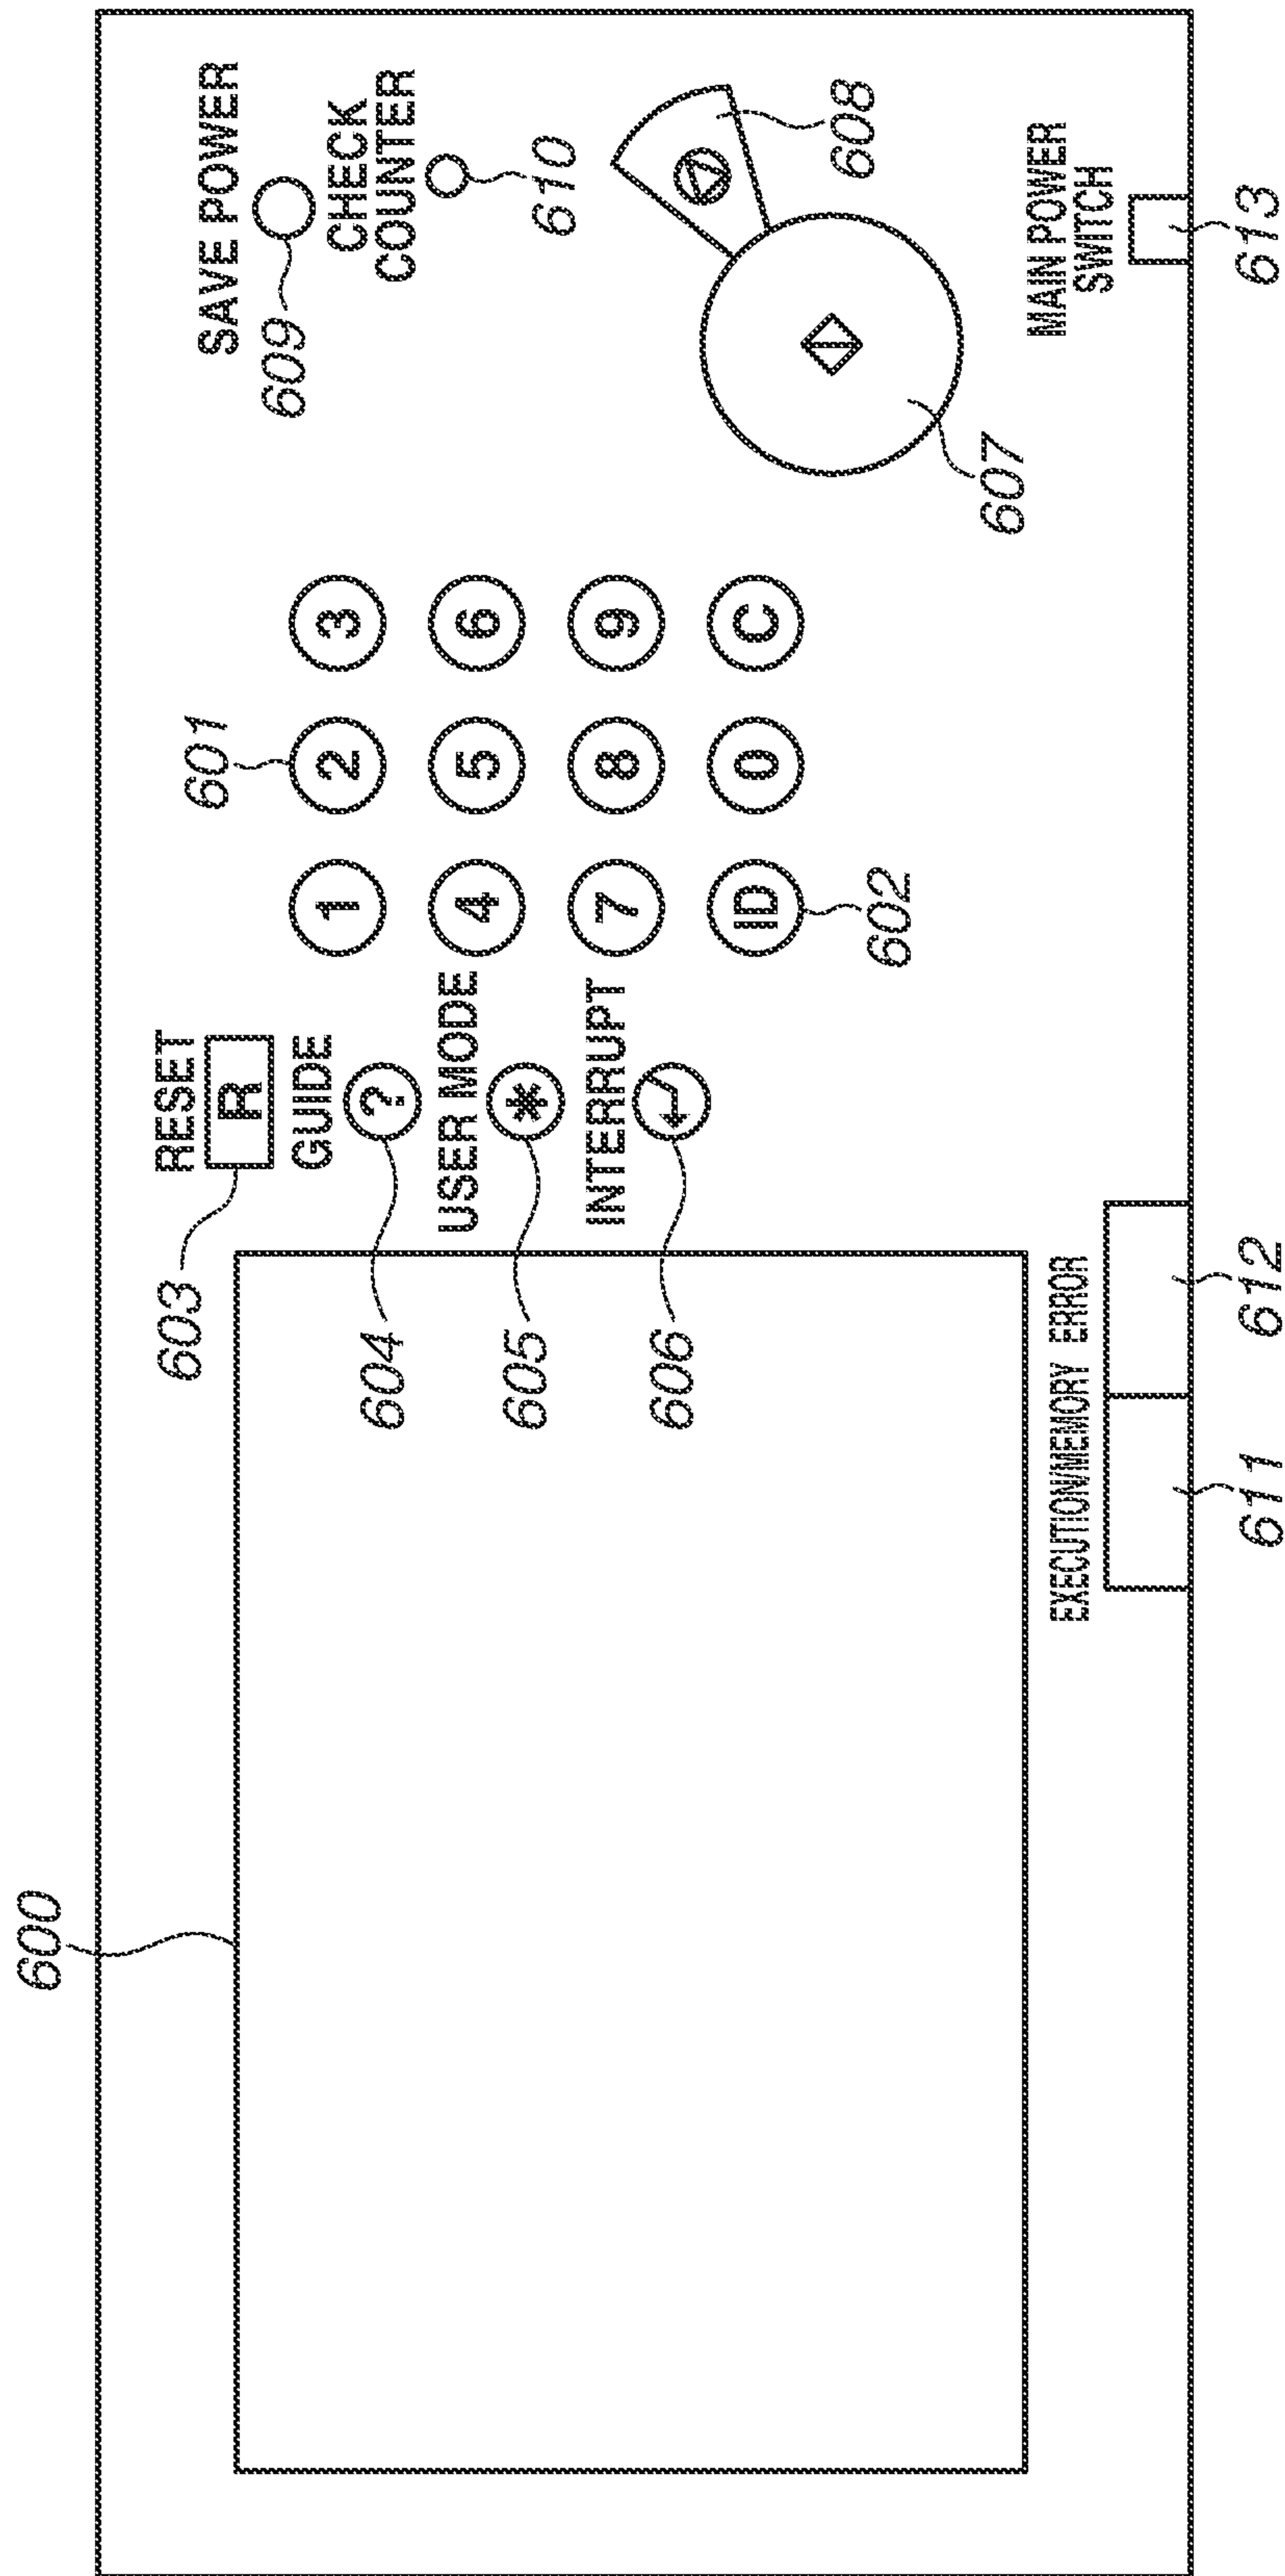 600
603
RESET
R
GUIDE
?
604
USER MODE
*
605
INTERRUPT
606
601
1 2 3
4 5 6
7 8 9
ID 0 C
602
SAVE POWER
609
CHECK
COUNTER
610
608
607
MAIN POWER
SWITCH
613
EXECUTION/MEMORY ERROR
611
612